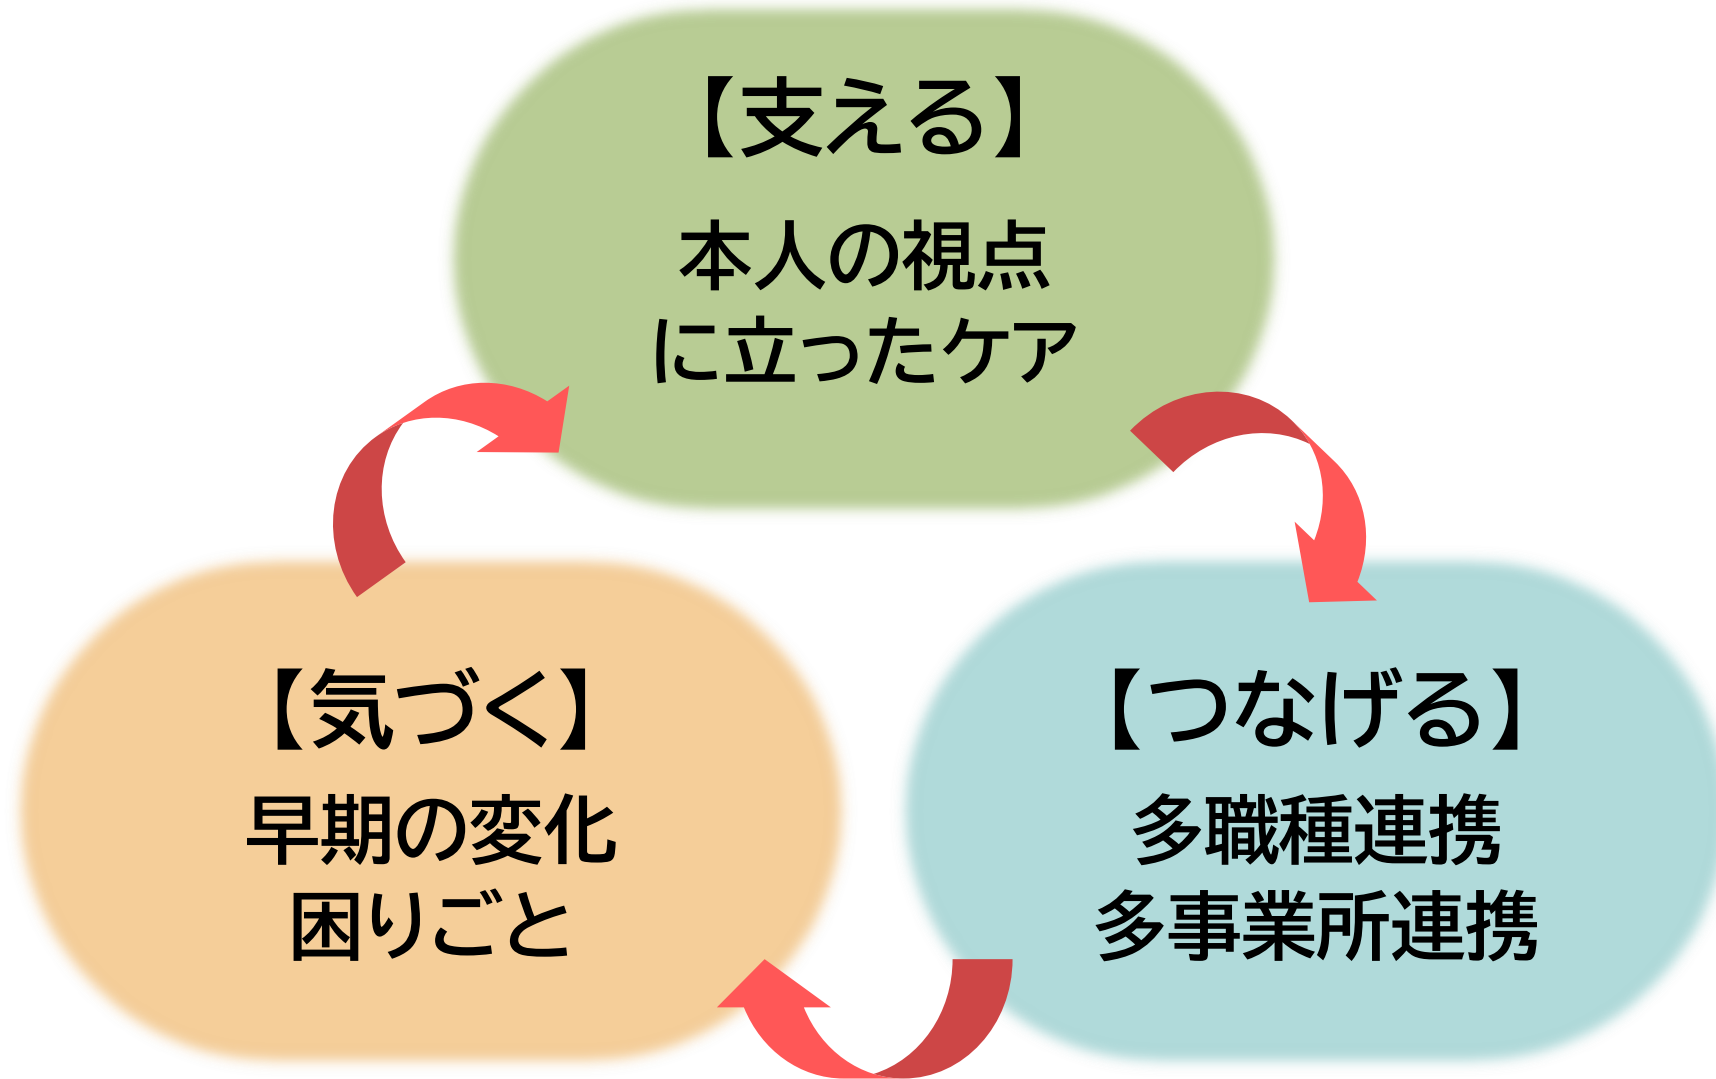 【支える】
本人の視点
に立ったケア
【気づく】
早期の変化
困りごと
【つなげる】
多職種連携
多事業所連携